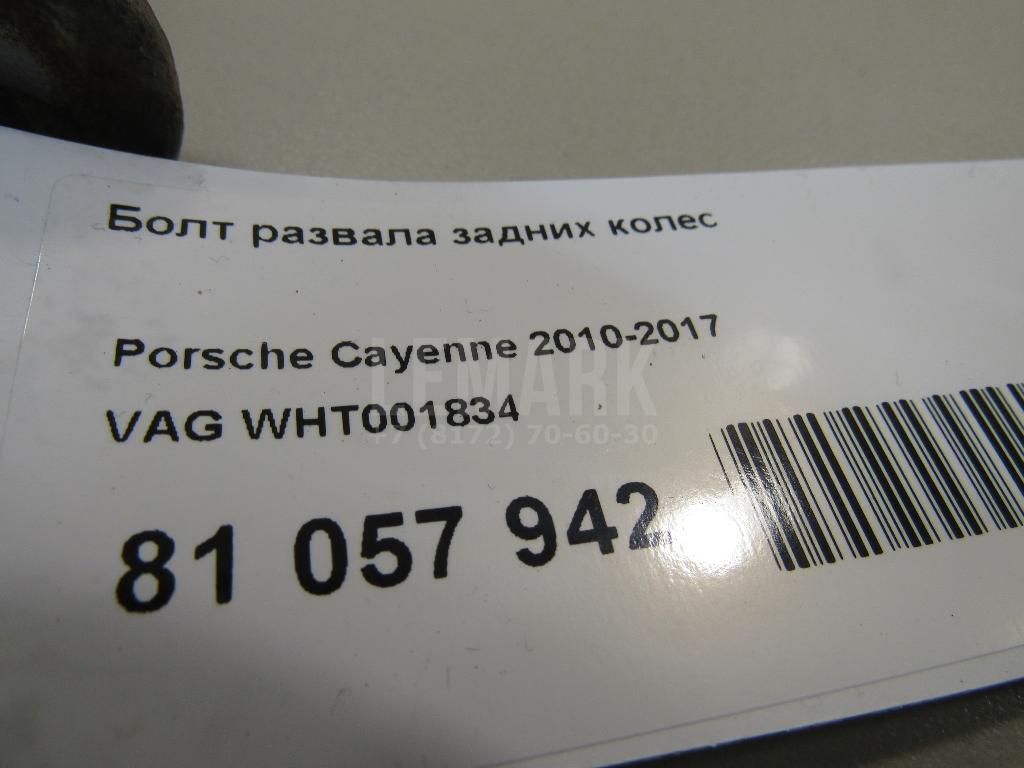 Болт развала задних колес
Porsche Cayenne 2010-2017
LEMARK
VAG WHT001834
+7 (8172) 70-60-30
81 057 942